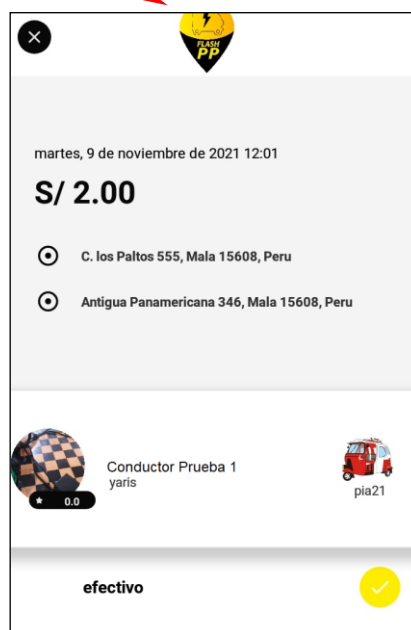 FLASH
PP
martes, 9 de noviembre de 2021 12:01
S/ 2.00
C. los Paltos 555, Mala 15608, Peru
Antigua Panamericana 346, Mala 15608, Peru
Conductor Prueba 1
yaris
0.0
pia21
efectivo